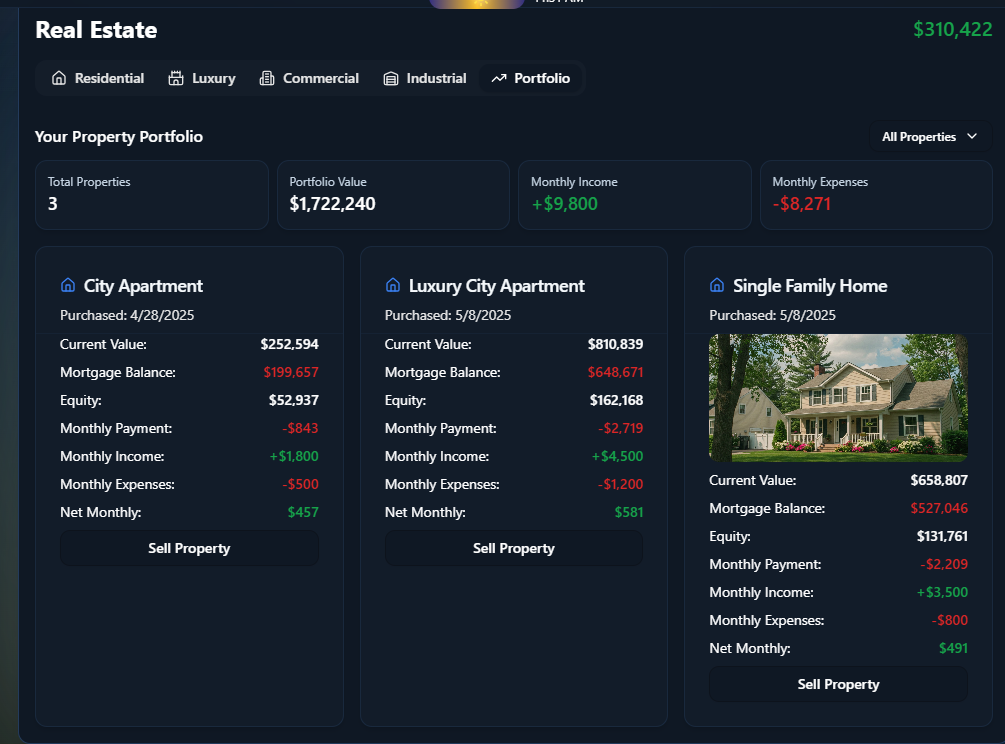 Real Estate
$310,422
Residential Luxury Commercial Industrial Portfolio
Your Property Portfolio
All Properties
Total Properties
3
Portfolio Value
$1,722,240
Monthly Income
+$9,800
Monthly Expenses
-$8,271
City Apartment
Purchased: 4/28/2025
Current Value: $252,594
Mortgage Balance: $199,657
Equity: $52,937
Monthly Payment: -$843
Monthly Income: +$1,800
Monthly Expenses: -$500
Net Monthly: $457
Sell Property
Luxury City Apartment
Purchased: 5/8/2025
Current Value: $810,839
Mortgage Balance: $648,671
Equity: $162,168
Monthly Payment: -$2,719
Monthly Income: +$4,500
Monthly Expenses: -$1,200
Net Monthly: $581
Sell Property
Single Family Home
Purchased: 5/8/2025
Current Value: $658,807
Mortgage Balance: $527,046
Equity: $131,761
Monthly Payment: -$2,209
Monthly Income: +$3,500
Monthly Expenses: -$800
Net Monthly: $491
Sell Property